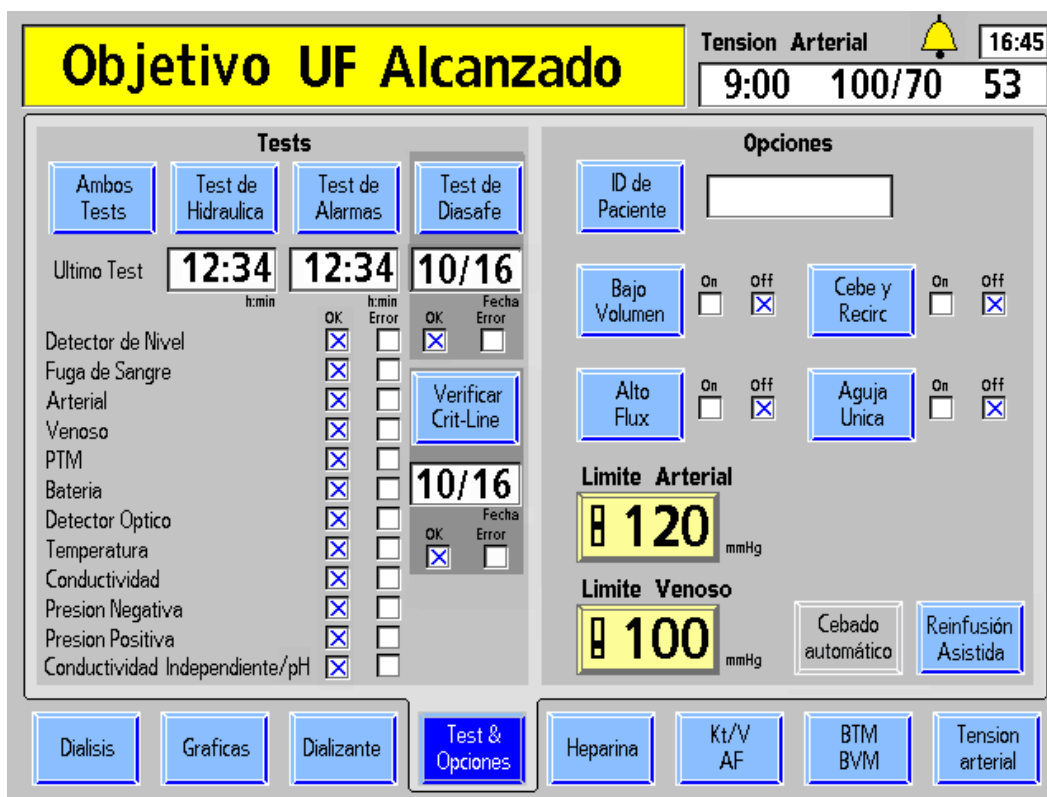 Objetivo UF Alcanzado
Tension Arterial
16:45
9:00 100/70 53
Tests
Ambos
Tests
Test de
Hidraulica
Test de
Alarmas
Test de
Diasafe
Ultimo Test
12:34
12:34
10/16
h:min
h:min
Fecha
OK Error
OK Error
Detector de Nivel
Fuga de Sangre
Arterial
Venoso
PTM
Bateria
Detector Optico
Temperatura
Conductividad
Presion Negativa
Presion Positiva
Conductividad Independiente/pH
Verificar
Crit-Line
10/16
Fecha
OK Error
Opciones
ID de
Paciente
Bajo
Volumen
On Off
Cebe y
Recirc
On Off
Alto
Flux
On Off
Aguja
Unica
On Off
Limite Arterial
120 mmHg
Limite Venoso
100 mmHg
Cebado
automático
Reinfusión
Asistida
Dialisis
Graficas
Dializante
Test &
Opciones
Heparina
Kt/V
AF
BTM
BVM
Tension
arterial